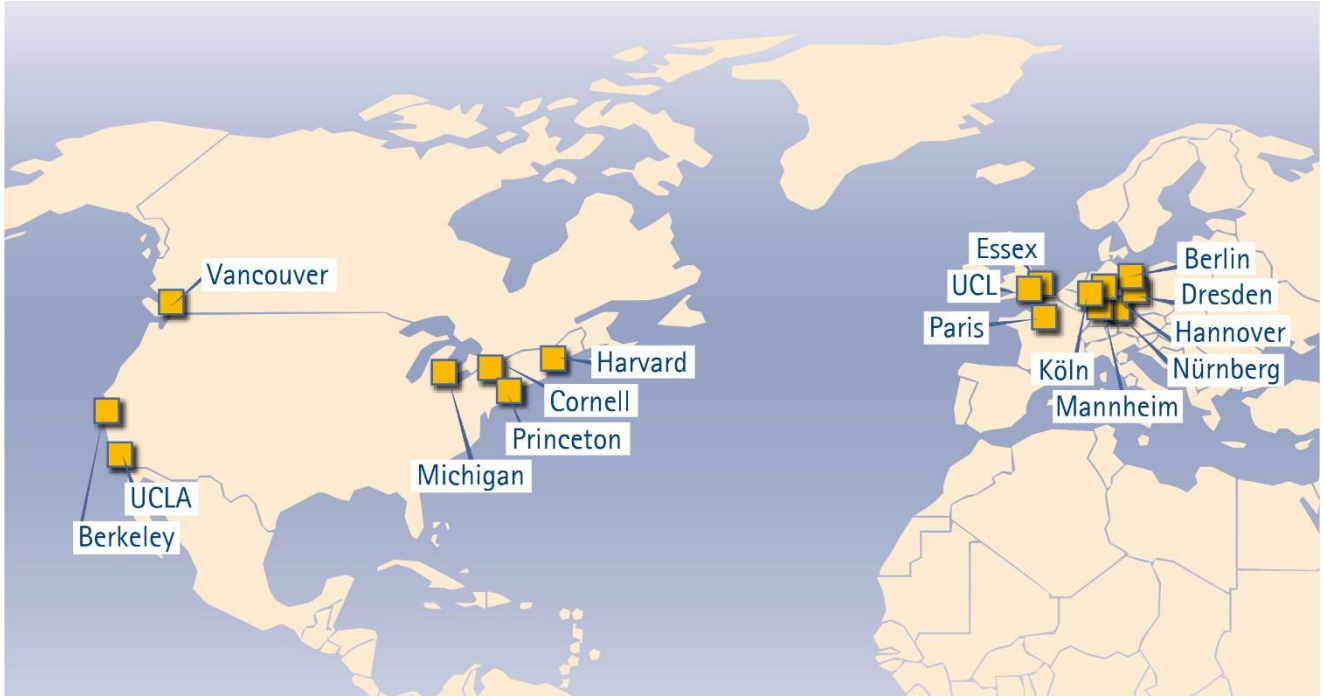 Vancouver
Harvard
Cornell
Princeton
Michigan
UCLA
Berkeley
Essex
UCL
Paris
Berlin
Dresden
Hannover
Nürnberg
Köln
Mannheim